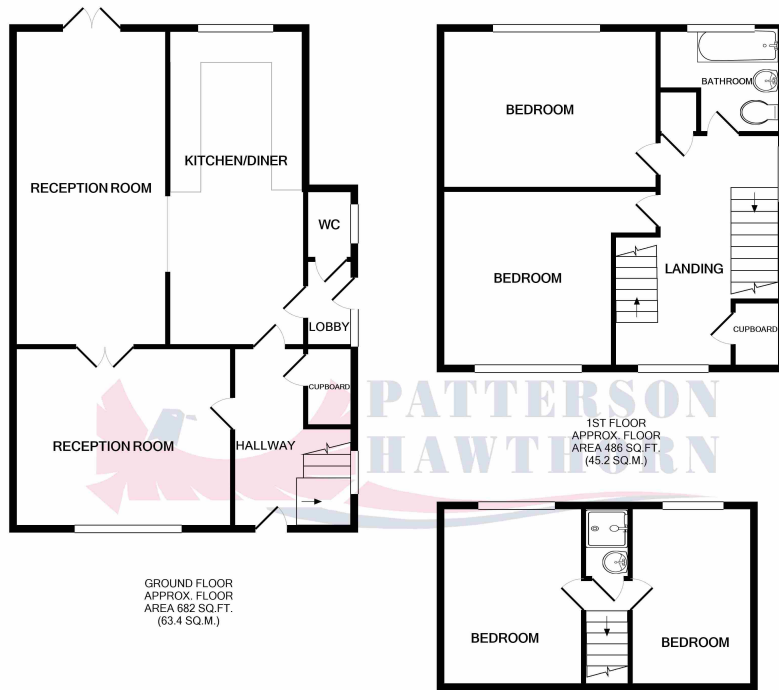 RECEPTION ROOM
KITCHEN/DINER
WC
LOBBY
CUPBOARD
RECEPTION ROOM
HALLWAY
GROUND FLOOR
APPROX. FLOOR
AREA 682 SQ.FT.
(63.4 SQ.M.)
BEDROOM
BATHROOM
BEDROOM
LANDING
CUPBOARD
PATTERSON
HAWTHORN
1ST FLOOR
APPROX. FLOOR
AREA 486 SQ.FT.
(45.2 SQ.M.)
BEDROOM
BEDROOM